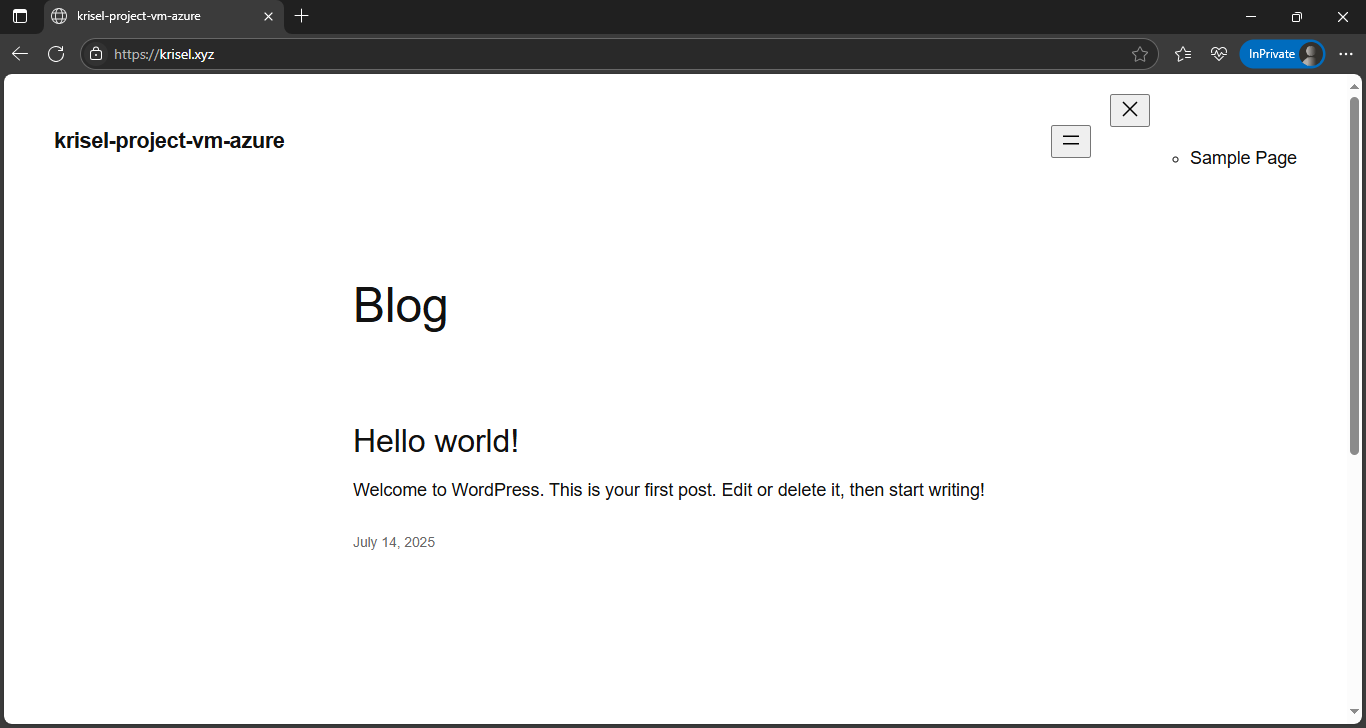 krisel-project-vm-azure
https://krisel.xyz
InPrivate
krisel-project-vm-azure
Sample Page
Blog
Hello world!
Welcome to WordPress. This is your first post. Edit or delete it, then start writing!
July 14, 2025